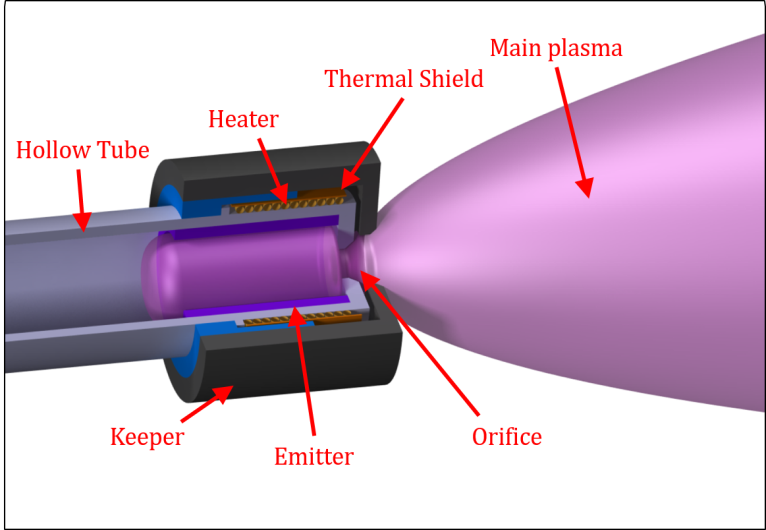 Main plasma
Thermal Shield
Heater
Hollow Tube
Keeper
Emitter
Orifice